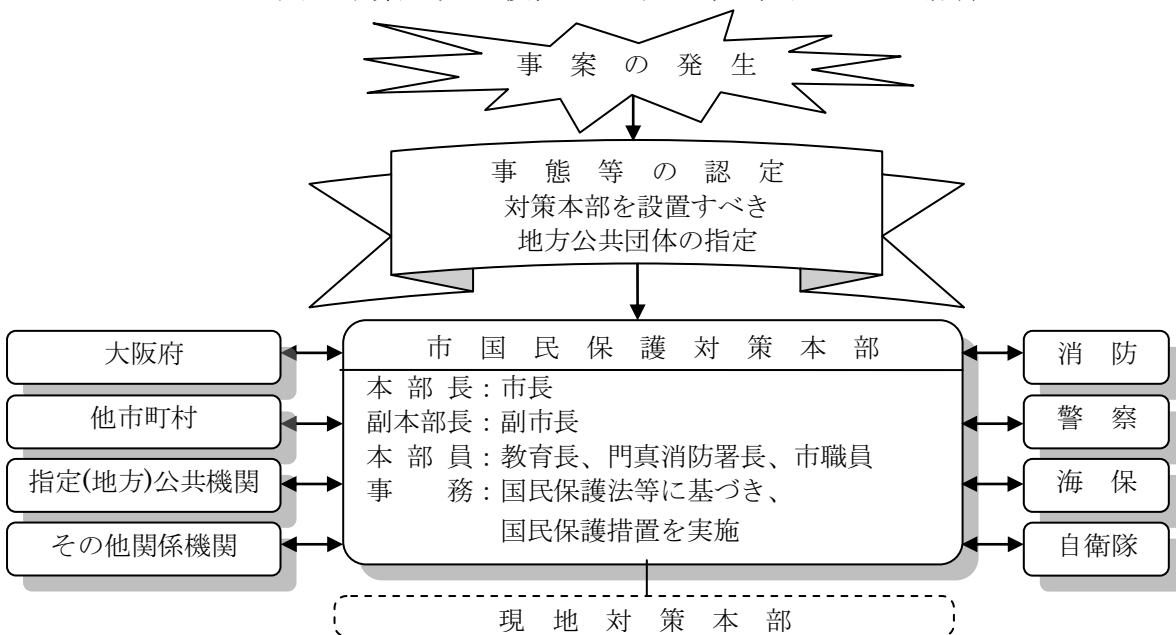 事案の発生
事態等の認定
対策本部を設置すべき
地方公共団体の指定
市国民保護対策本部
本部長：市長
副本部長：副市長
本部員：教育長、門真消防署長、市職員
事務：国民保護法等に基づき、
国民保護措置を実施
大阪府
他市町村
指定(地方)公共機関
その他関係機関
消防
警察
海保
自衛隊
現地対策本部